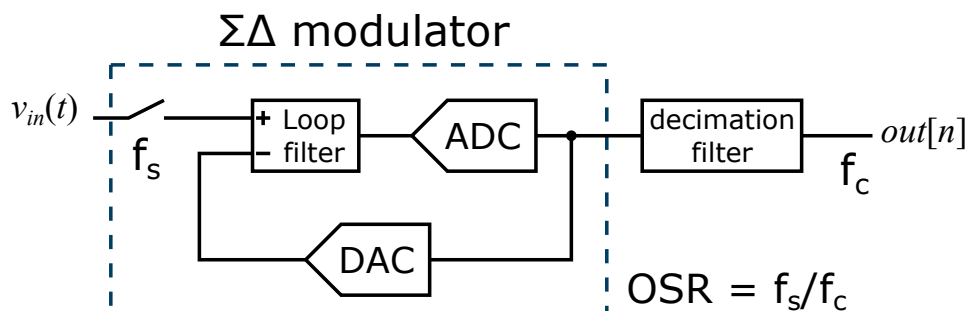 ΣΔ modulator
v_in(t)
f_s
+
−
Loop
filter
ADC
DAC
decimation
filter
out[n]
f_c
OSR = f_s/f_c